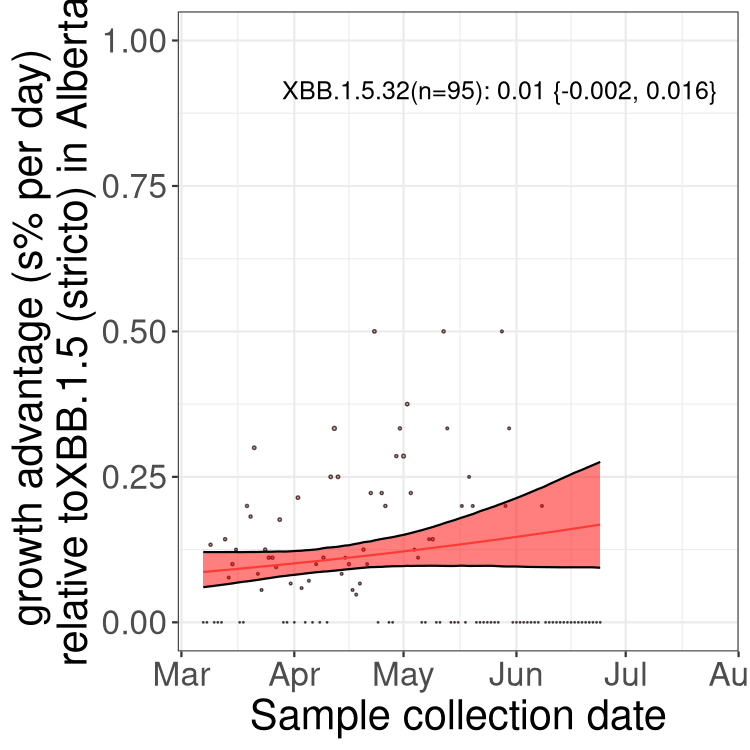 1.00
XBB.1.5.32(n=95): 0.01 {-0.002, 0.016}
0.75
0.50
0.25
0.00
growth advantage (s% per day)
relative toXBB.1.5 (stricto) in Alberta
Mar Apr May Jun Jul Au
Sample collection date